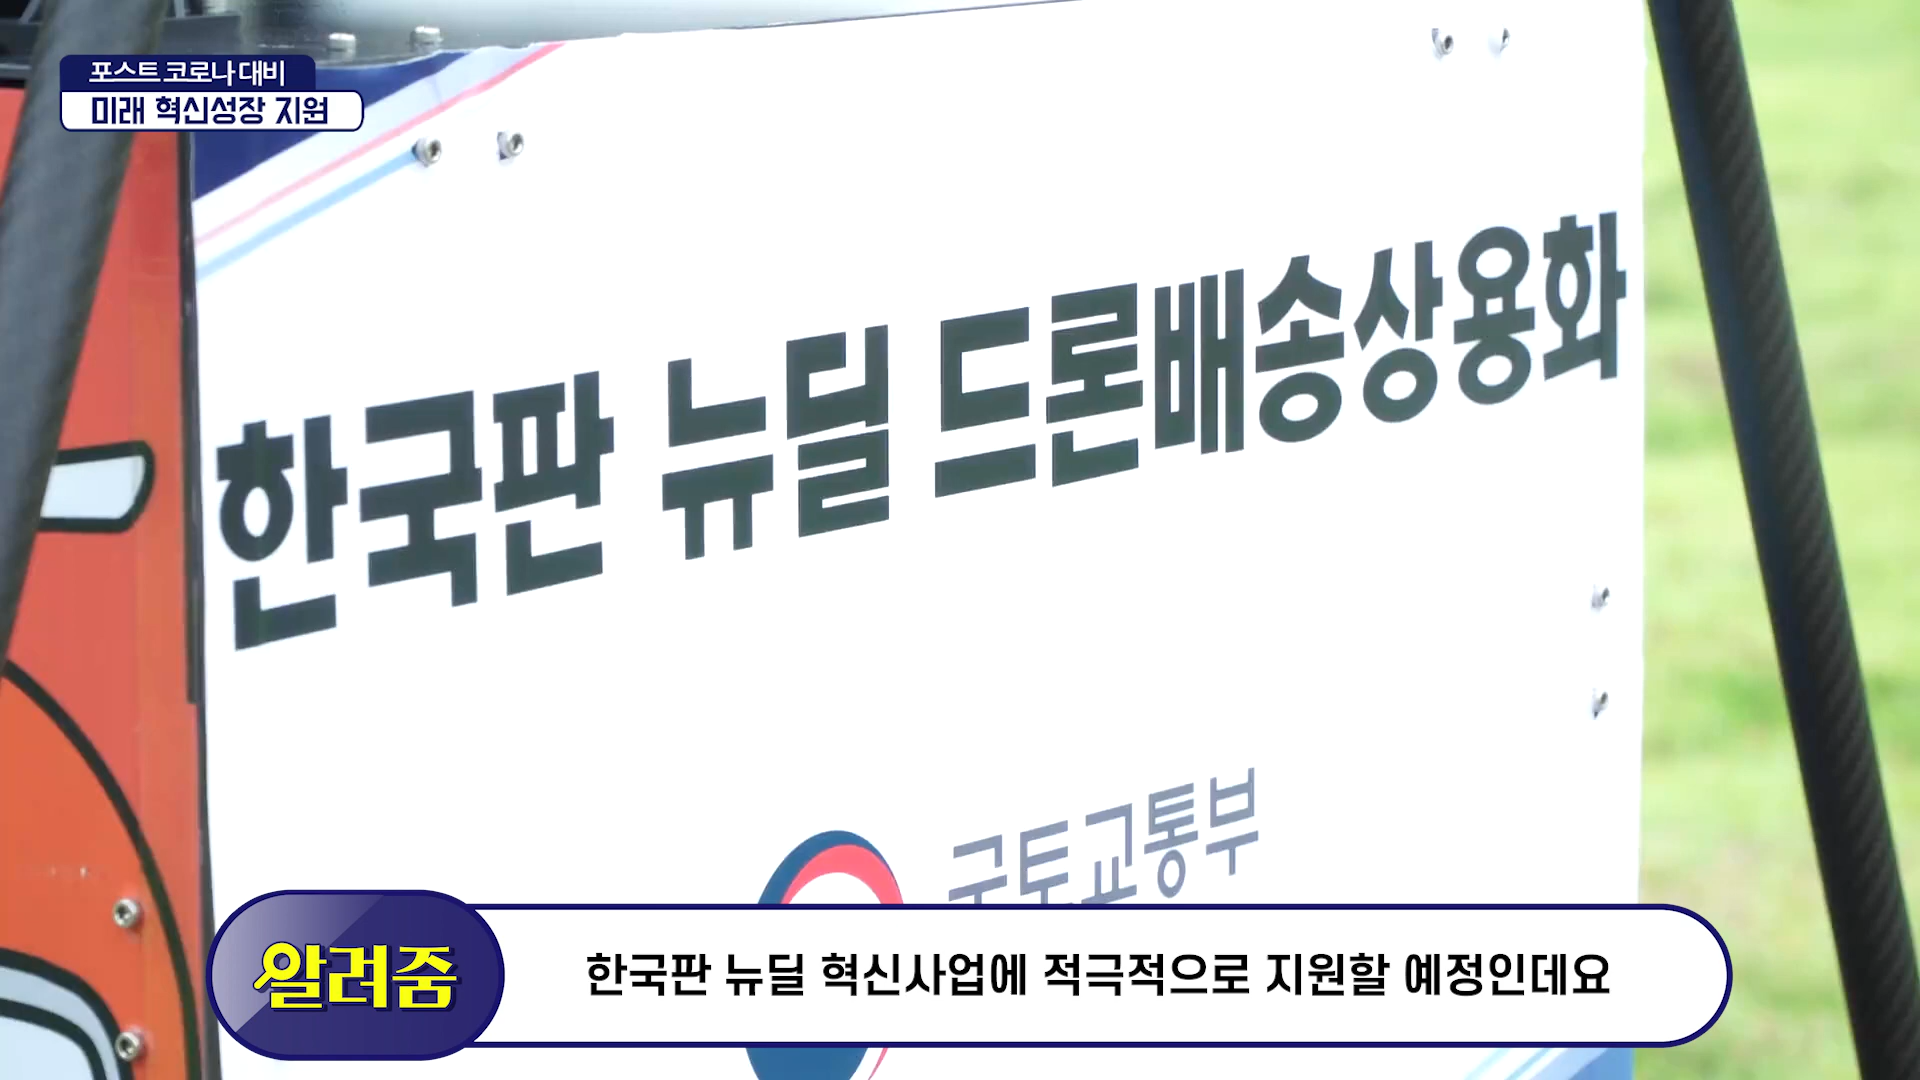 포스트 코로나 대비
미래 혁신성장 지원
한국판 뉴딜 드론배송상용화
국토교통부
알려줌
한국판 뉴딜 혁신사업에 적극적으로 지원할 예정인데요